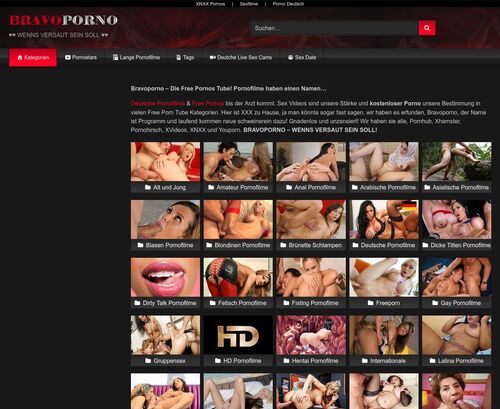 XNXX Pornos | Sexfilme | Porno Deutsch
BRAVOPORNO
♥♥ WENNS VERSAUT SEIN SOLL ♥♥
Suchen...
Kategorien Pornostars Lange Pornofilme Tags Deutche Live Sex Cams Sex Date
Bravoporno – Die Free Pornos Tube! Pornofilme haben einen Namen…
Deutsche Pornofilme & Free Pornos bis der Arzt kommt. Sex Videos sind unsere Stärke und kostenloser Porno unsere Bestimmung in
vielen Free Porn Tube Kategorien. Hier ist XXX zu Hause, ja man könnte sogar fast sagen, wir haben es erfunden, Bravoporno, der Name
ist Programm und laufend kommen neue schweinerein dazu! Gnadenlos und unzensiert! Wir haben sie alle, Pornhub, Xhamster,
Pornohirsch, XVideos, XNXX und Youporn. BRAVOPORNO – WENNS VERSAUT SEIN SOLL!
Alt und Jung Amateur Pornofilme Anal Pornofilme Arabische Pornofilme Asiatische Pornofilme
Blasen Pornofilme Blondinen Pornofilme Brünette Schlampen Deutsche Pornofilme Dicke Titten Pornofilme
Dirty Talk Pornofilme Fetisch Pornofilme Fisting Pornofilme Freeporn Gay Pornofilme
HD
Gruppensex HD Pornofilme Hentai Pornofilme Internationale Latina Pornofilme